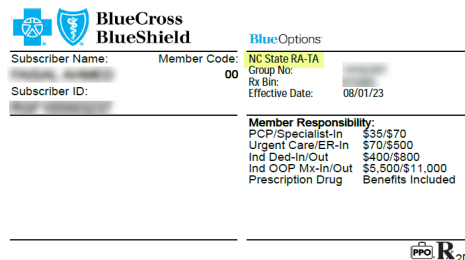 BlueCross
BlueShield
BlueOptions
Subscriber Name:
Member Code:
00
Subscriber ID:
NC State RA-TA
Group No:
Rx Bin:
Effective Date: 08/01/23
Member Responsibility:
PCP/Specialist-In $35/$70
Urgent Care/ER-In $70/$500
Ind Ded-In/Out $400/$800
Ind OOP Mx-In/Out $5,500/$11,000
Prescription Drug Benefits Included
PPO